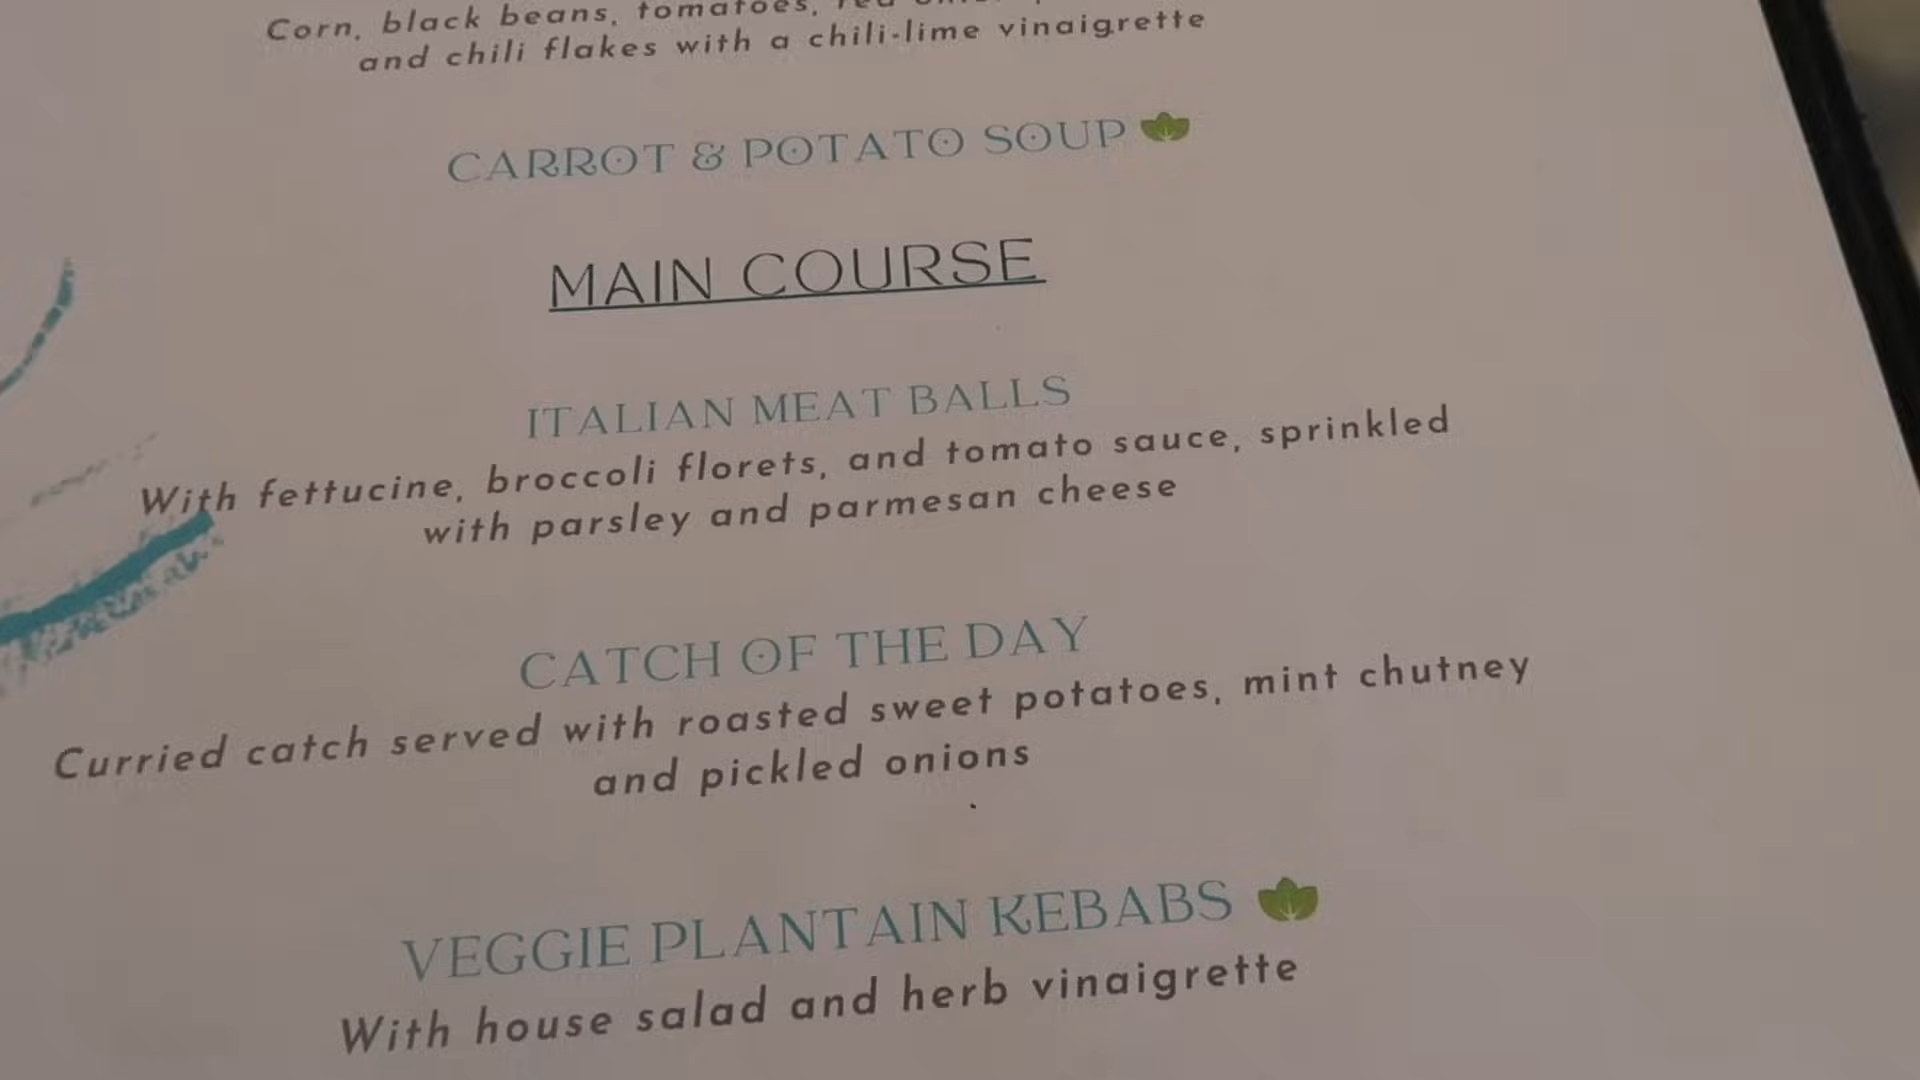 Corn, black beans, tomatoes,
and chili flakes with a chili-lime vinaigrette
CARROT & POTATO SOUP
MAIN COURSE
ITALIAN MEAT BALLS
With fettucine, broccoli florets, and tomato sauce, sprinkled
with parsley and parmesan cheese
CATCH OF THE DAY
Curried catch served with roasted sweet potatoes, mint chutney
and pickled onions
VEGGIE PLANTAIN KEBABS
With house salad and herb vinaigrette